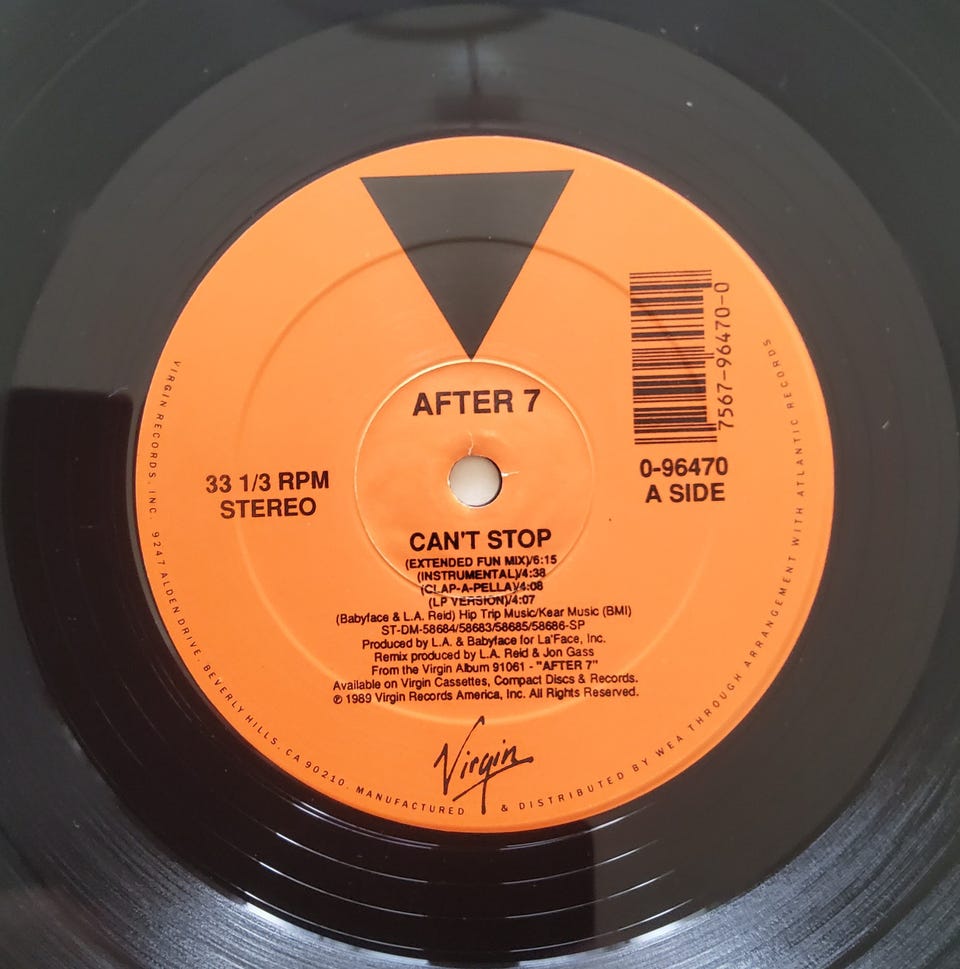 AFTER 7
7567-96470-0
33 1/3 RPM
STEREO
0-96470
A SIDE
CAN'T STOP
(EXTENDED FUN MIX)/6:15
(INSTRUMENTAL)/4:38
(CLAP-A-PELLA)/4:08
(LP VERSION)/4:07
(Babyface & L.A. Reid) Hip Trip Music/Kear Music (BMI)
ST-DM-58684/58683/58685/58686-SP
Produced by L.A. & Babyface for La'Face, Inc.
Remix produced by L.A. Reid & Jon Gass
From the Virgin Album 91061 - "AFTER 7"
Available on Virgin Cassettes, Compact Discs & Records.
℗ 1989 Virgin Records America, Inc. All Rights Reserved.
Virgin
VIRGIN RECORDS, INC. 9247 ALDEN DRIVE, BEVERLY HILLS, CA 90210. MANUFACTURED & DISTRIBUTED BY WEA THROUGH ARRANGEMENT WITH ATLANTIC RECORDS